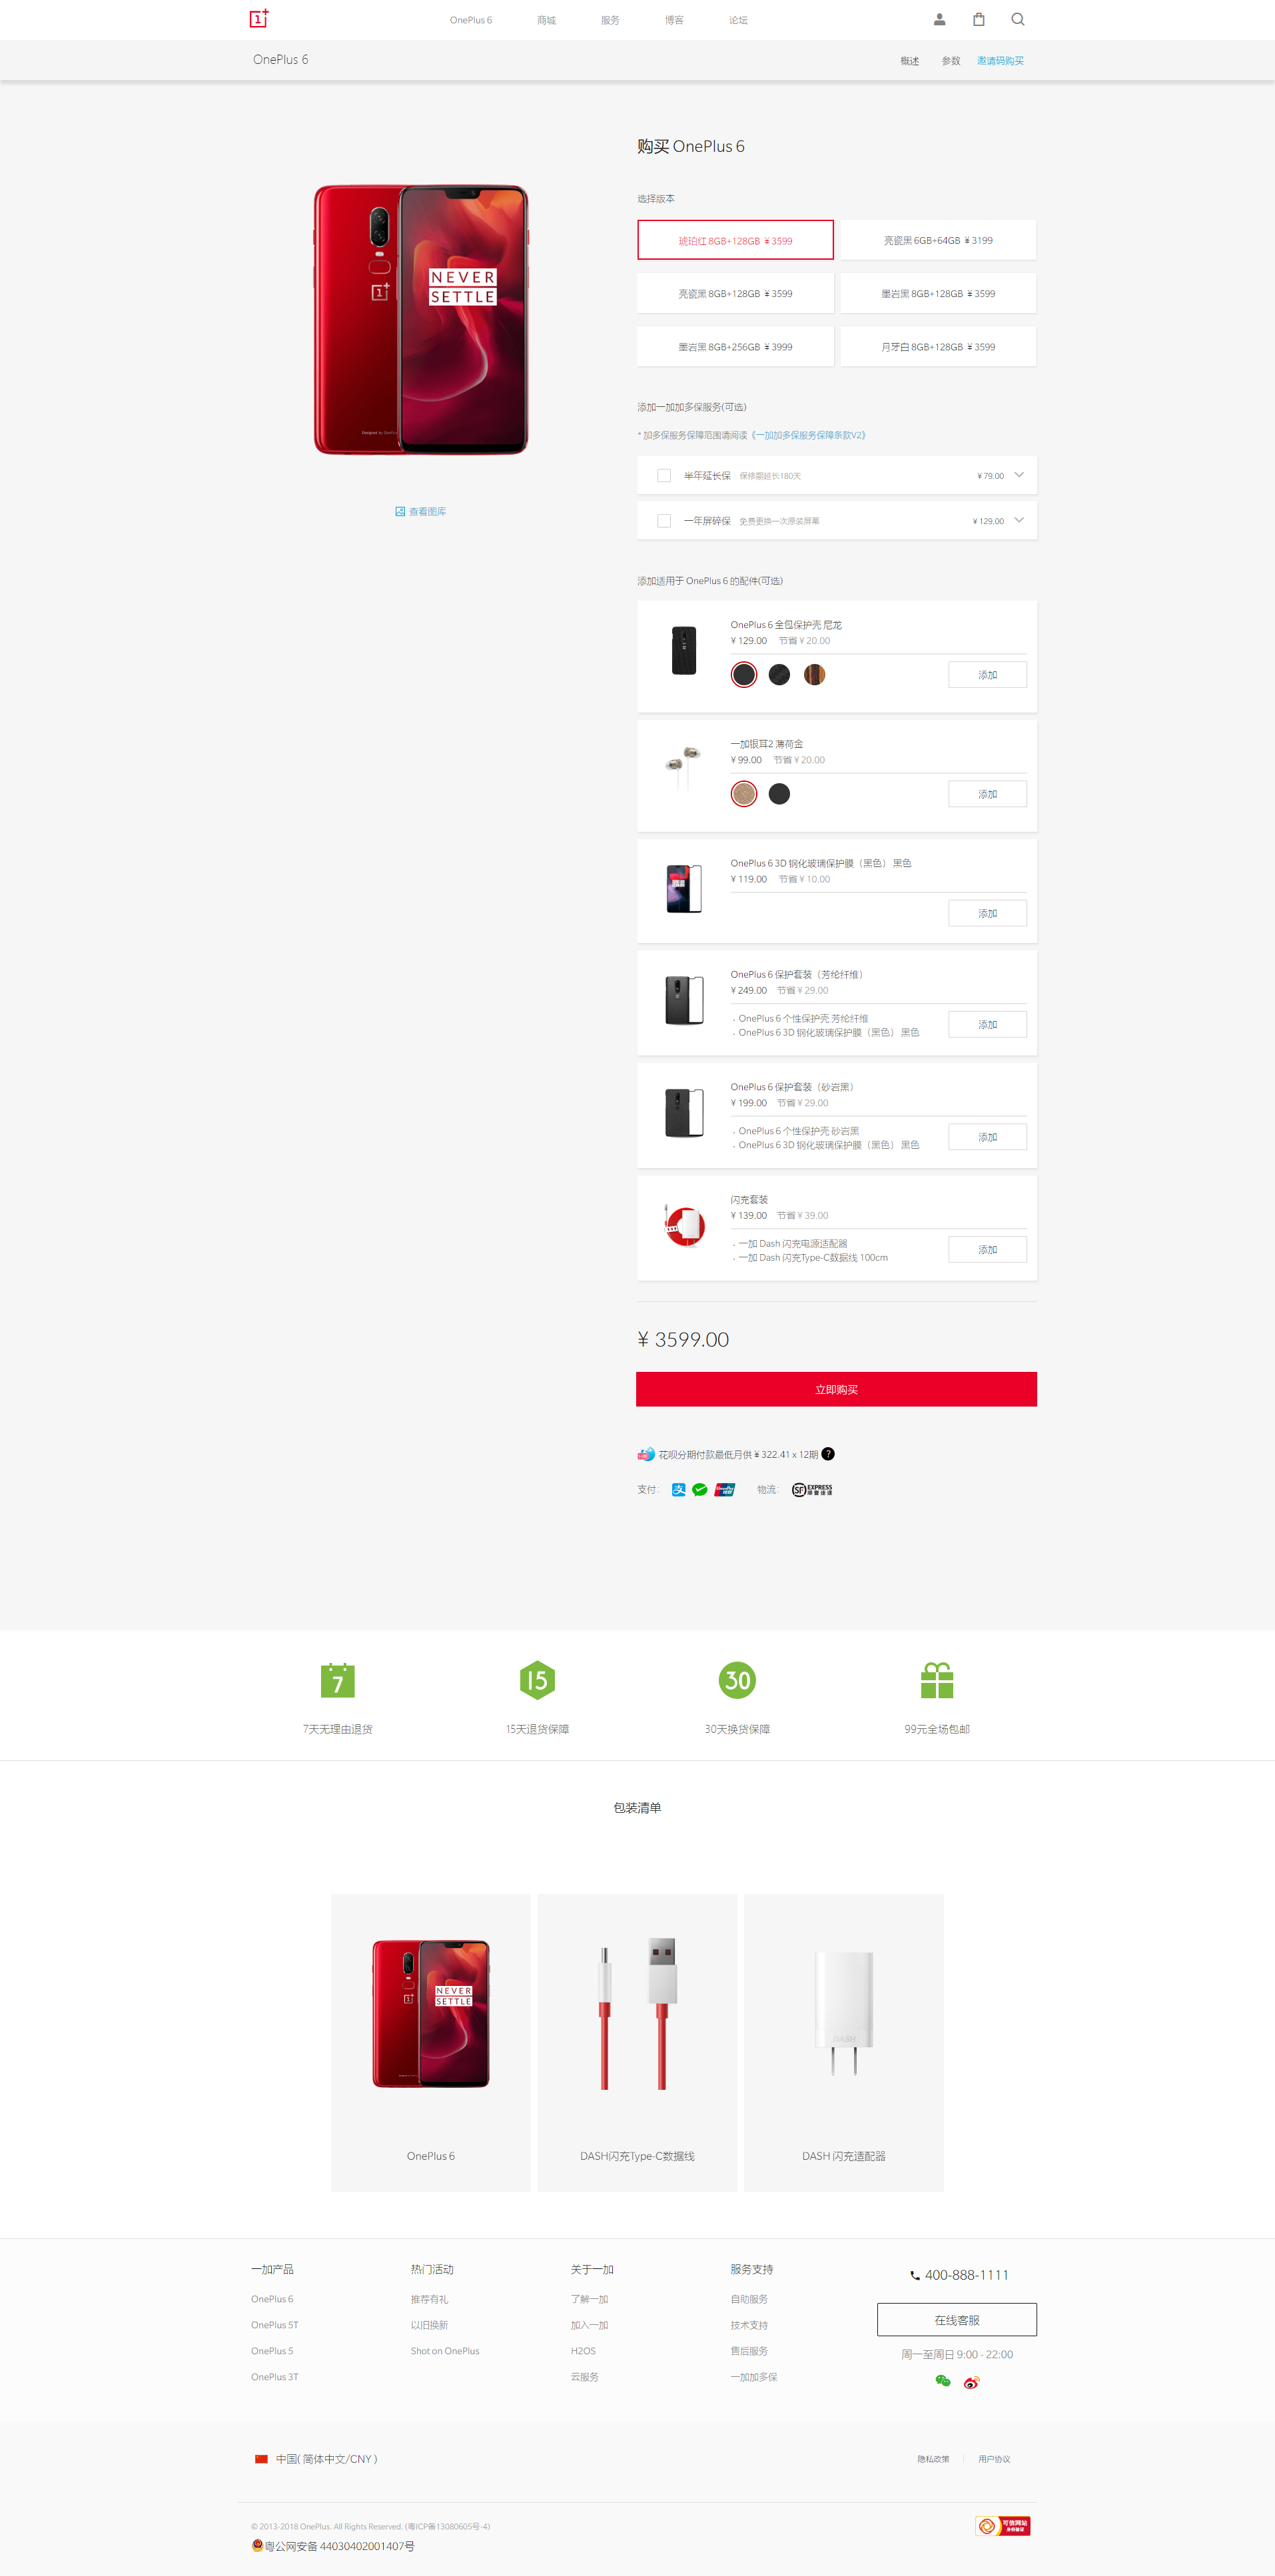 OnePlus 6
商城
服务
博客
论坛
OnePlus 6
概述
参数
邀请码购买
购买 OnePlus 6
选择版本
琥珀红 8GB+128GB ¥ 3599
亮瓷黑 6GB+64GB ¥ 3199
亮瓷黑 8GB+128GB ¥ 3599
墨岩黑 8GB+128GB ¥ 3599
墨岩黑 8GB+256GB ¥ 3999
月牙白 8GB+128GB ¥ 3599
NEVER
SETTLE
查看图库
添加一加加多保服务(可选)
* 加多保服务保障范围请阅读《一加加多保服务保障条款V2》
半年延长保 保修期延长180天 ¥ 79.00
一年屏碎保 免费更换一次原装屏幕 ¥ 129.00
添加适用于 OnePlus 6 的配件(可选)
OnePlus 6 全包保护壳 尼龙
¥ 129.00 节省 ¥ 20.00
添加
一加银耳2 薄荷金
¥ 99.00 节省 ¥ 20.00
添加
OnePlus 6 3D 钢化玻璃保护膜（黑色） 黑色
¥ 119.00 节省 ¥ 10.00
添加
OnePlus 6 保护套装（芳纶纤维）
¥ 249.00 节省 ¥ 29.00
· OnePlus 6 个性保护壳 芳纶纤维
· OnePlus 6 3D 钢化玻璃保护膜（黑色） 黑色
添加
OnePlus 6 保护套装（砂岩黑）
¥ 199.00 节省 ¥ 29.00
· OnePlus 6 个性保护壳 砂岩黑
· OnePlus 6 3D 钢化玻璃保护膜（黑色） 黑色
添加
闪充套装
¥ 139.00 节省 ¥ 39.00
· 一加 Dash 闪充电源适配器
· 一加 Dash 闪充Type-C数据线 100cm
添加
¥ 3599.00
立即购买
花呗分期付款最低月供 ¥ 322.41 x 12期 ?
支付：
物流：
SF EXPRESS
7
15
30
7天无理由退货
15天退货保障
30天换货保障
99元全场包邮
包装清单
NEVER
SETTLE
DASH
OnePlus 6
DASH闪充Type-C数据线
DASH 闪充适配器
一加产品
OnePlus 6
OnePlus 5T
OnePlus 5
OnePlus 3T
热门活动
推荐有礼
以旧换新
Shot on OnePlus
关于一加
了解一加
加入一加
H2OS
云服务
服务支持
自助服务
技术支持
售后服务
一加加多保
400-888-1111
在线客服
周一至周日 9:00 - 22:00
中国( 简体中文/CNY )
隐私政策
用户协议
© 2013-2018 OnePlus. All Rights Reserved. (粤ICP备13080605号-4)
粤公网安备 44030402001407号
可信网站
身份验证